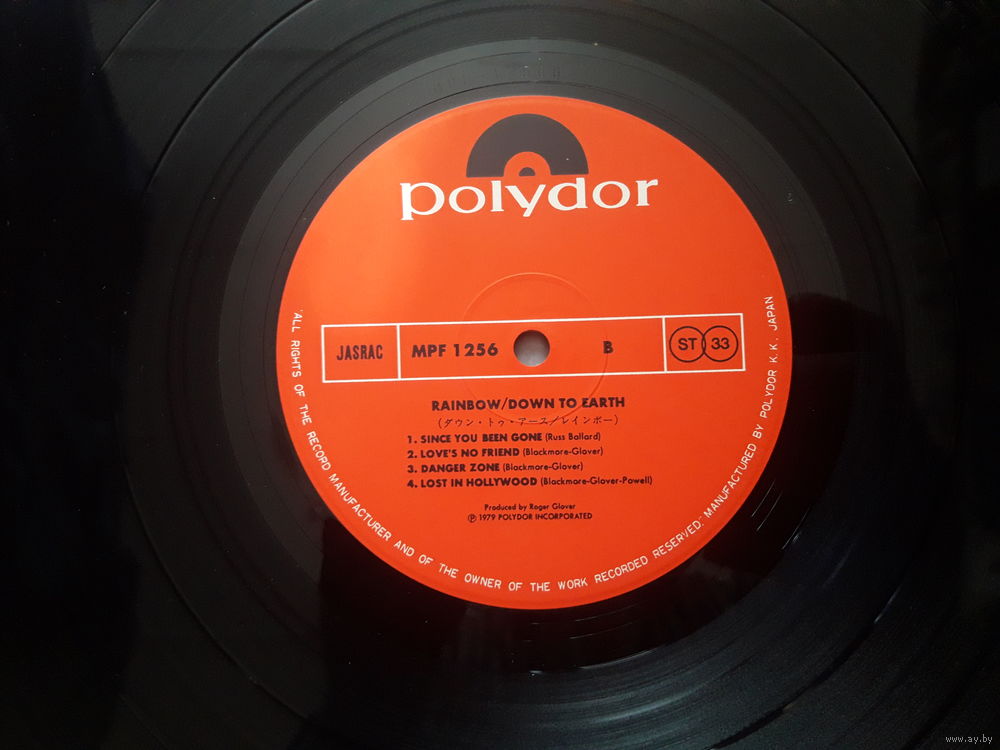 polydor
JASRAC
MPF 1256
B
ST 33
RAINBOW/DOWN TO EARTH
(ダウン・トゥ・アース/レインボー)
1. SINCE YOU BEEN GONE (Russ Ballard)
2. LOVE'S NO FRIEND (Blackmore-Glover)
3. DANGER ZONE (Blackmore-Glover)
4. LOST IN HOLLYWOOD (Blackmore-Glover-Powell)
Produced by Roger Glover
Ⓟ 1979 POLYDOR INCORPORATED
"ALL RIGHTS OF THE RECORD MANUFACTURER AND OF THE OWNER OF THE WORK RECORDED RESERVED." MANUFACTURED BY POLYDOR K.K. JAPAN
www.ay.by